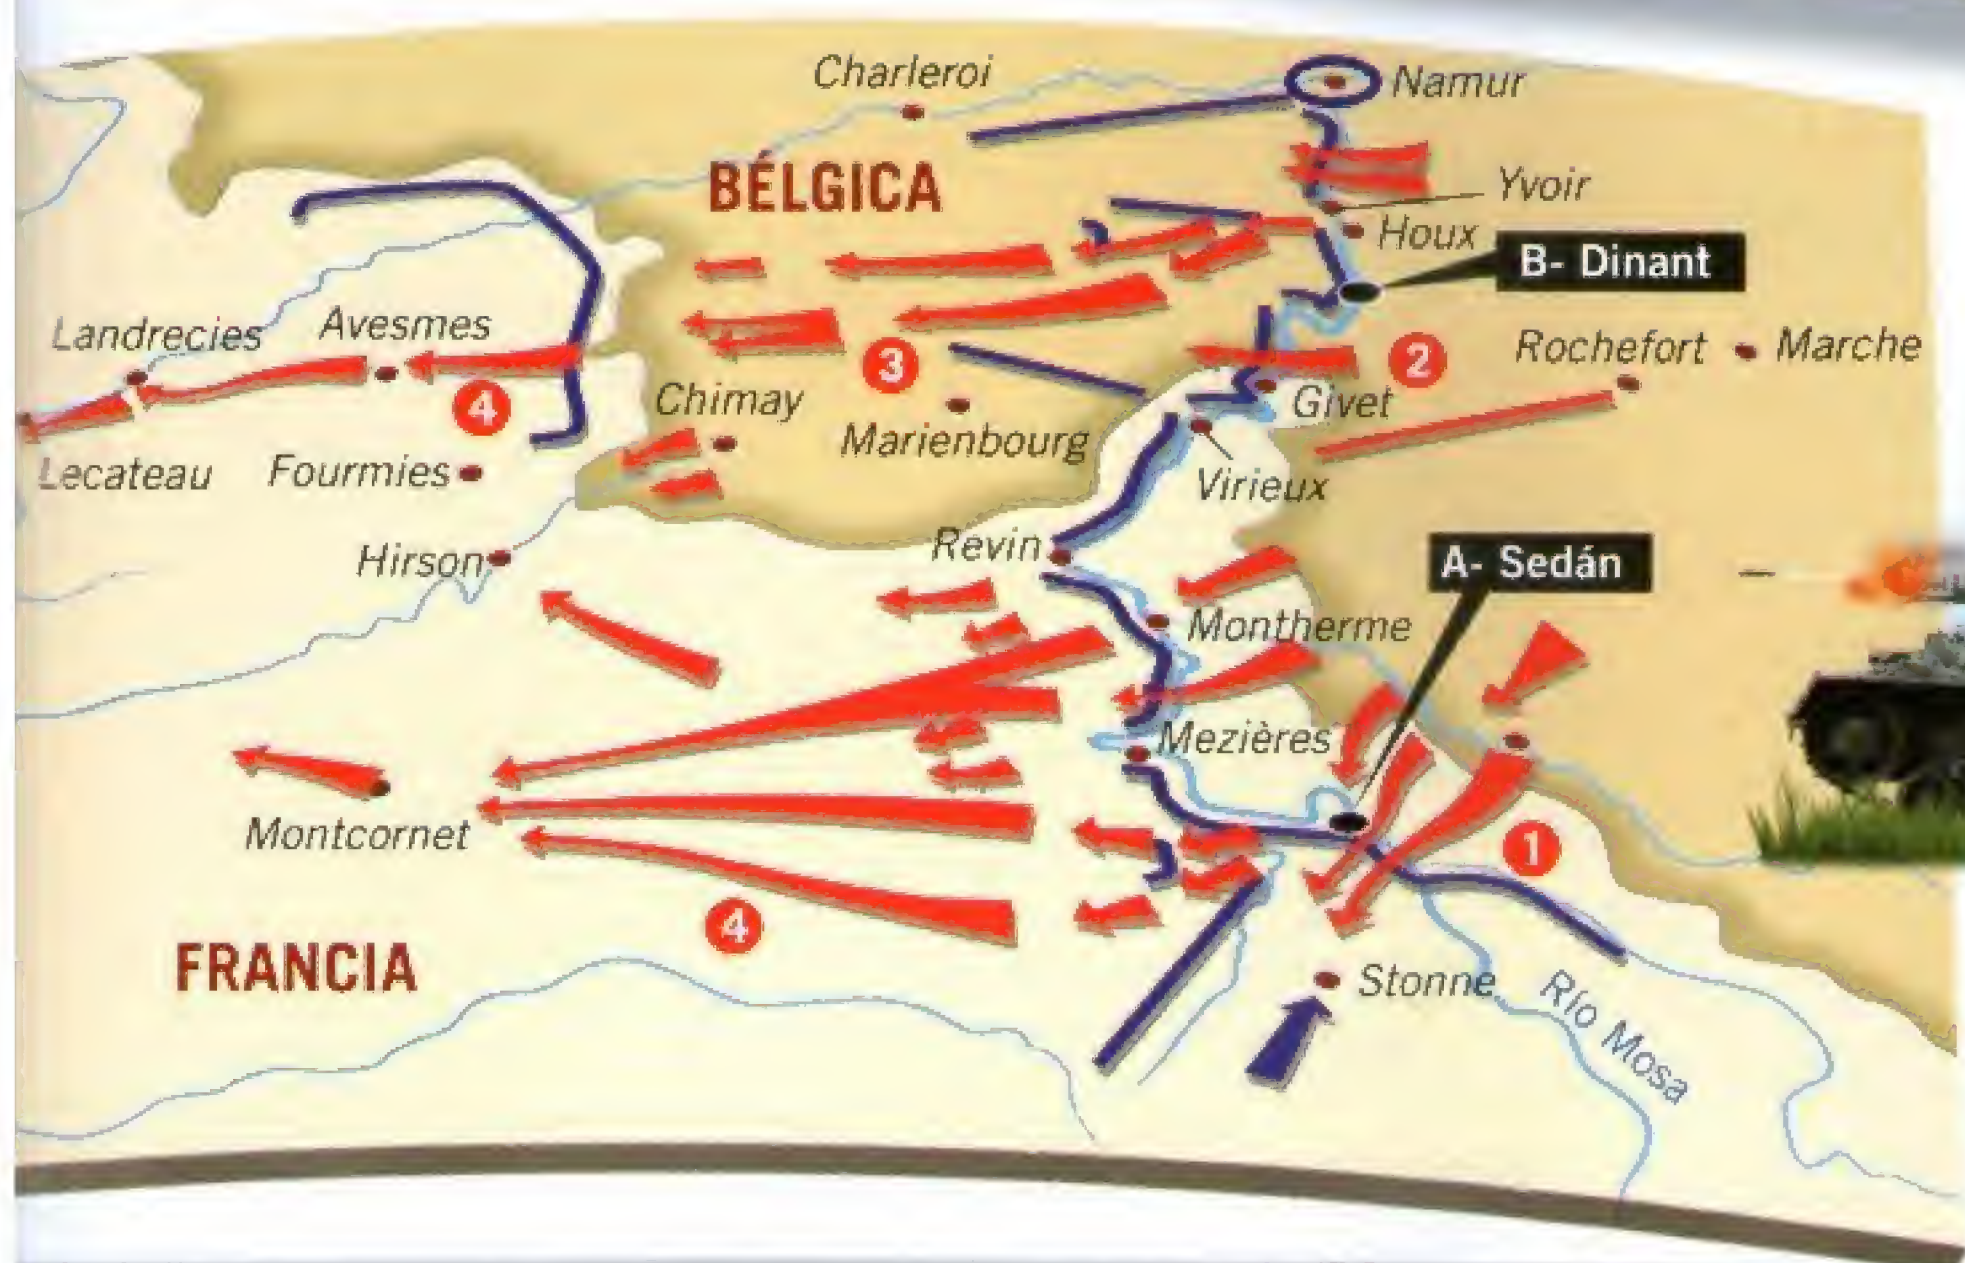 Charleroi
Namur
BÉLGICA
Yvoir
Houx
B- Dinant
Landrecies
Avesmes
Rochefort
Marche
3
2
4
Chimay
Givet
Marienbourg
Lecateau
Fourmies
Virieux
Hirson
Revin
A- Sedán
Montherme
Mezières
Montcornet
1
4
FRANCIA
Stonne
Río Mosa